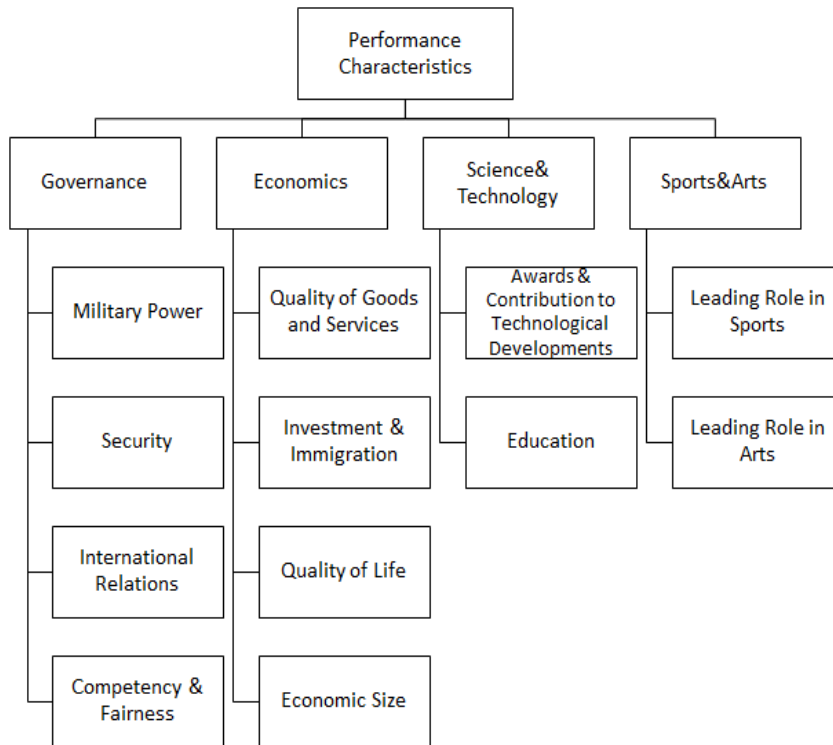 Performance
Characteristics
Governance
Economics
Science&
Technology
Sports&Arts
Military Power
Quality of Goods
and Services
Awards &
Contribution to
Technological
Developments
Leading Role in
Sports
Security
Investment &
Immigration
Education
Leading Role in
Arts
International
Relations
Quality of Life
Competency &
Fairness
Economic Size